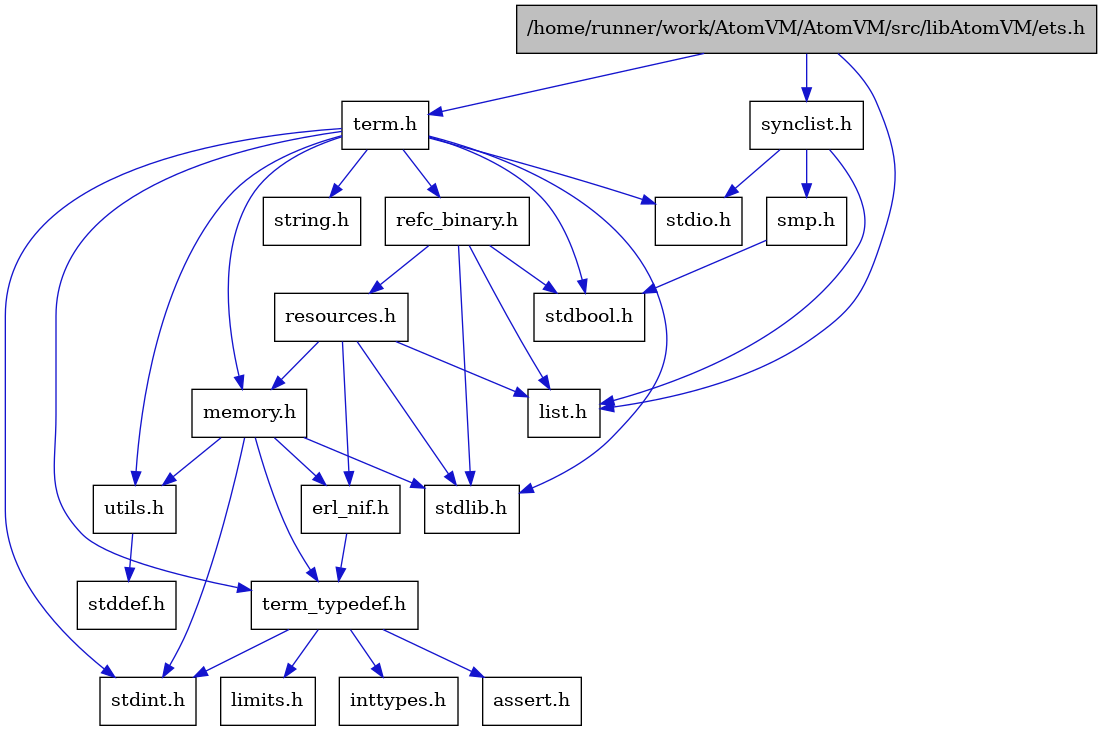 /home/runner/work/AtomVM/AtomVM/src/libAtomVM/ets.h
term.h
synclist.h
string.h
refc_binary.h
stdio.h
smp.h
resources.h
stdbool.h
memory.h
list.h
utils.h
erl_nif.h
stdlib.h
stddef.h
term_typedef.h
stdint.h
limits.h
inttypes.h
assert.h